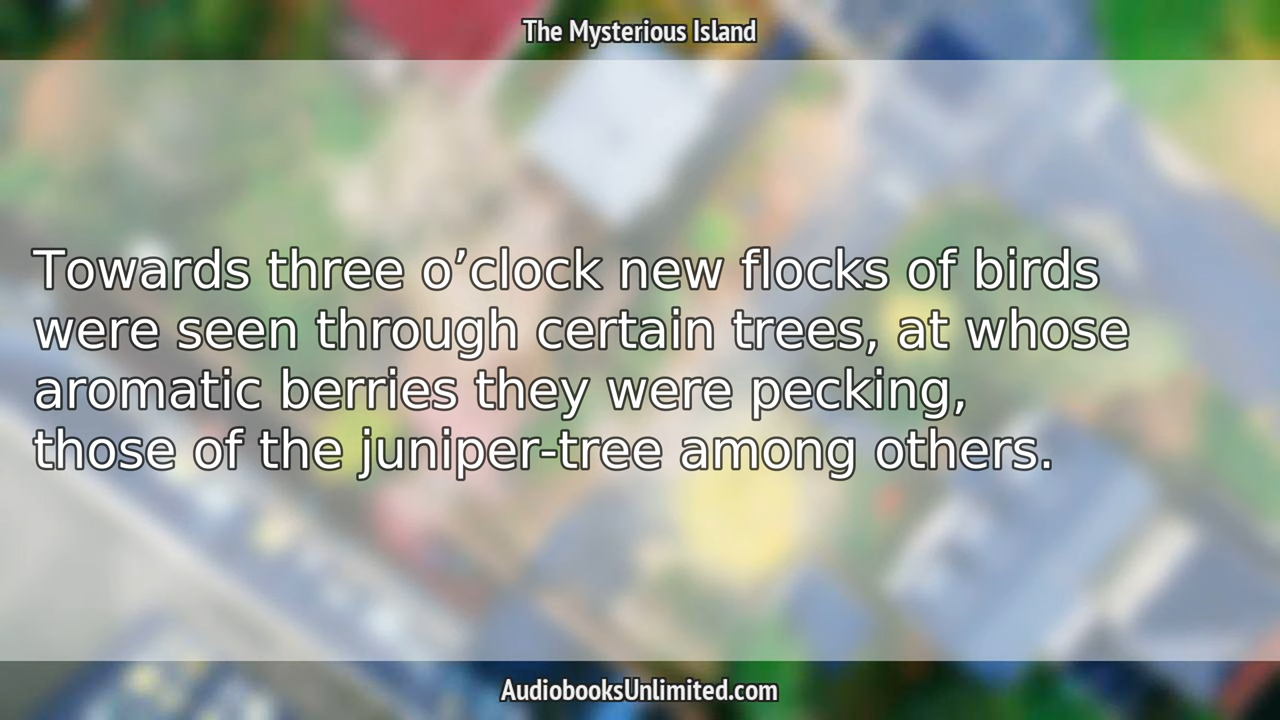 The Mysterious Island
Towards three o’clock new flocks of birds
were seen through certain trees, at whose
aromatic berries they were pecking,
those of the juniper-tree among others.
AudiobooksUnlimited.com